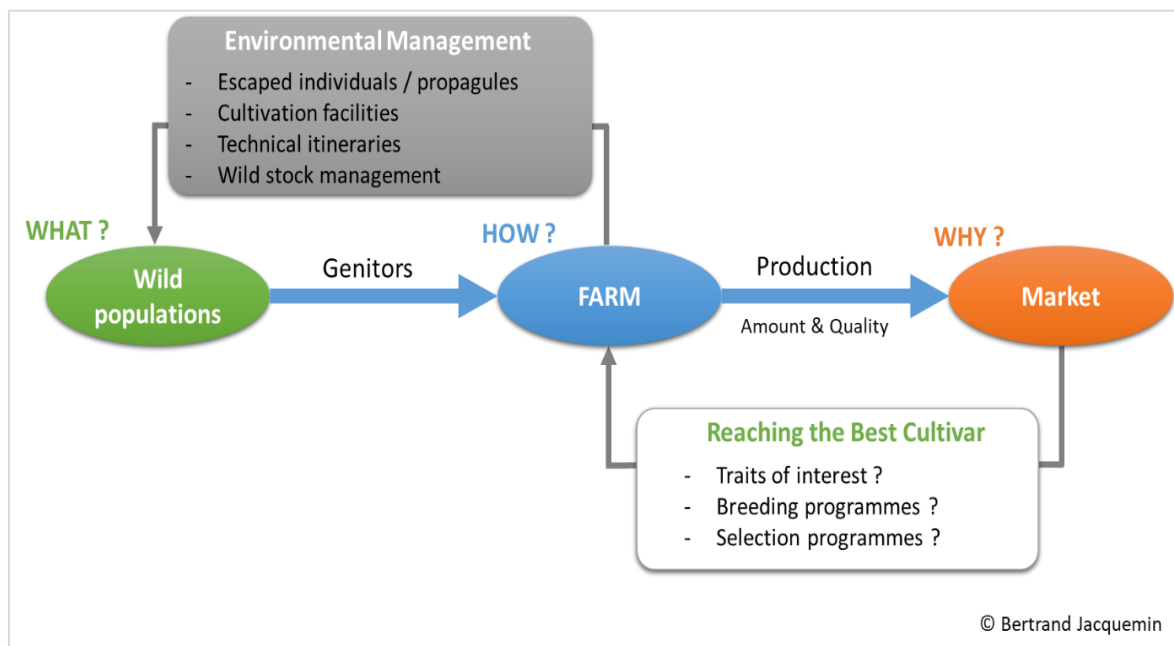 Environmental Management
- Escaped individuals / propagules
- Cultivation facilities
- Technical itineraries
- Wild stock management
WHAT ?
HOW ?
WHY ?
Wild
populations
Genitors
FARM
Production
Amount & Quality
Market
Reaching the Best Cultivar
- Traits of interest ?
- Breeding programmes ?
- Selection programmes ?
© Bertrand Jacquemin